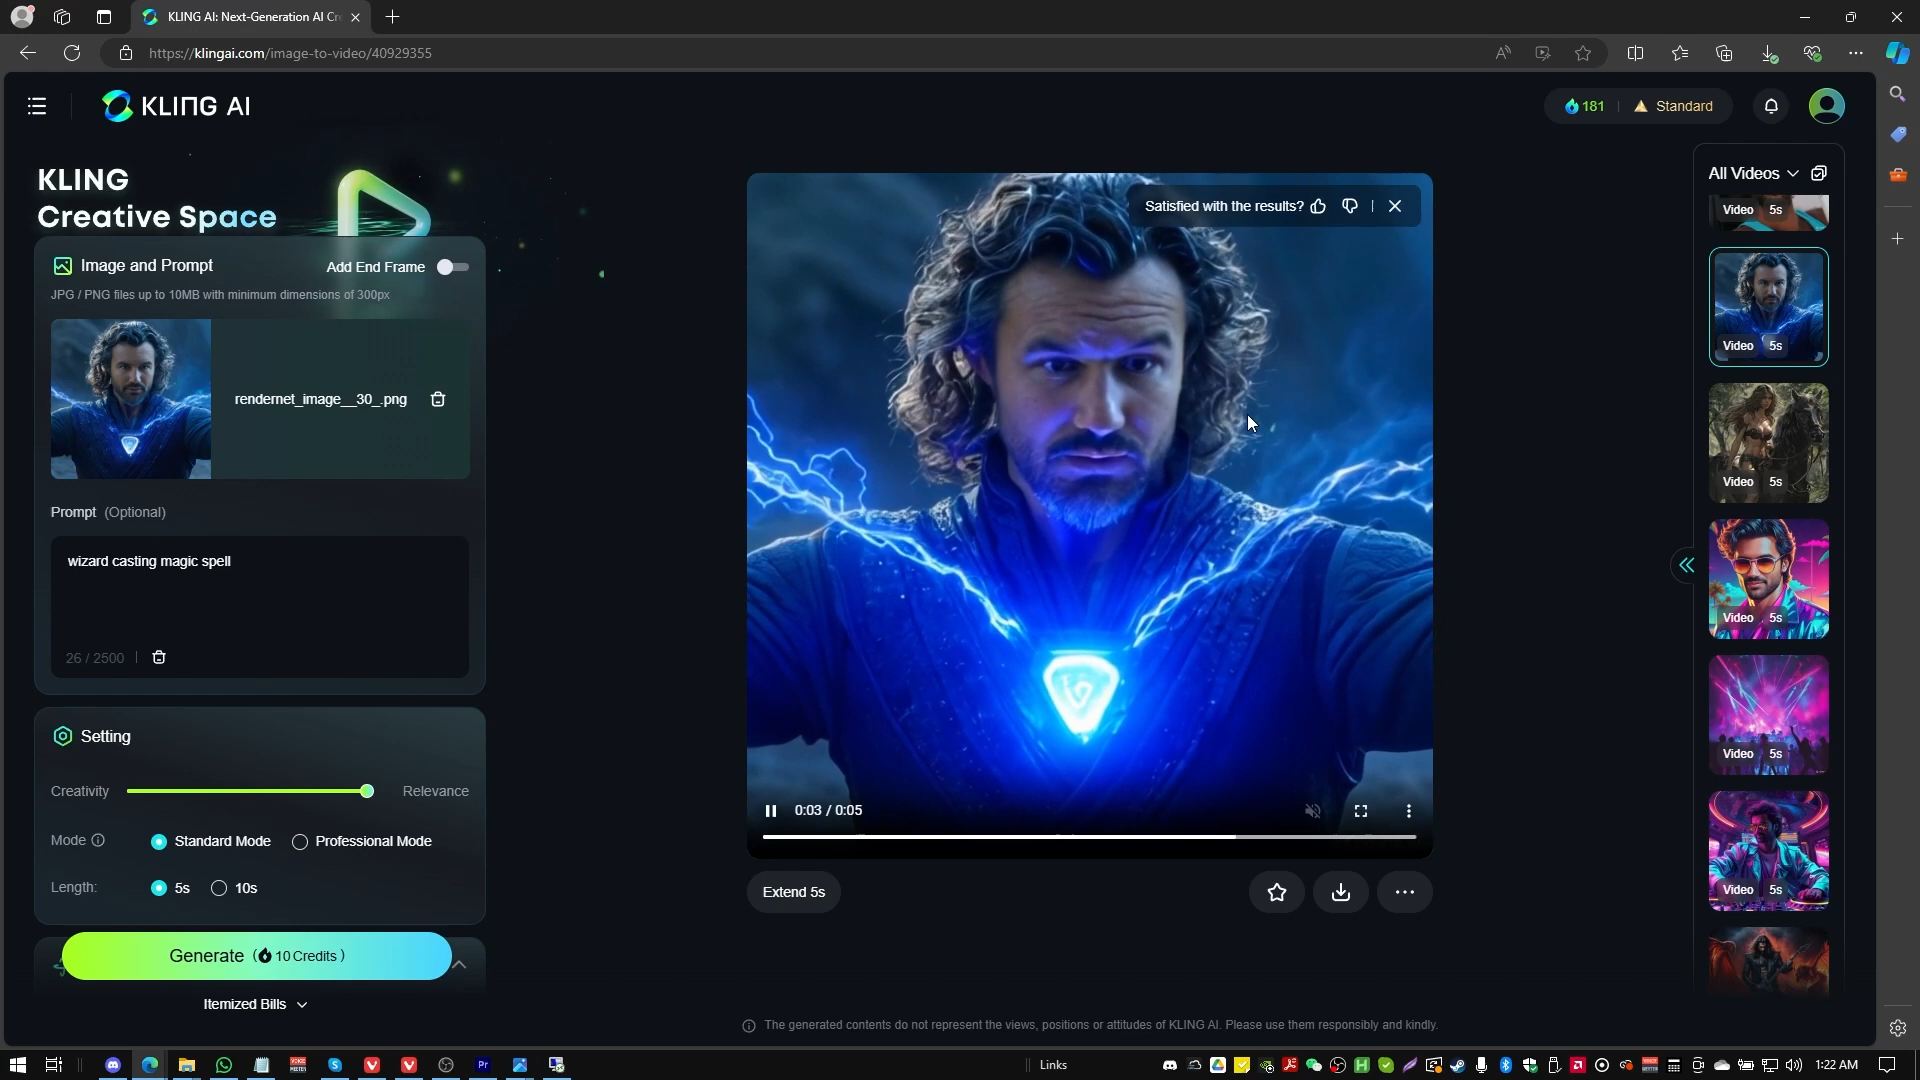 KLING AI: Next-Generation AI Cr
https://klingai.com/image-to-video/40929355
KLING AI
181
Standard
KLING
Creative Space
Image and Prompt
Add End Frame
JPG / PNG files up to 10MB with minimum dimensions of 300px
rendernet_image__30_.png
Prompt (Optional)
wizard casting magic spell
26 / 2500
Setting
Creativity
Relevance
Mode
Standard Mode
Professional Mode
Length:
5s
10s
Generate ( 10 Credits )
Itemized Bills
Satisfied with the results?
0:03 / 0:05
Extend 5s
The generated contents do not represent the views, positions or attitudes of KLING AI. Please use them responsibly and kindly.
All Videos
Video 5s
Video 5s
Video 5s
Video 5s
Video 5s
Video 5s
Pr
Links
1:22 AM